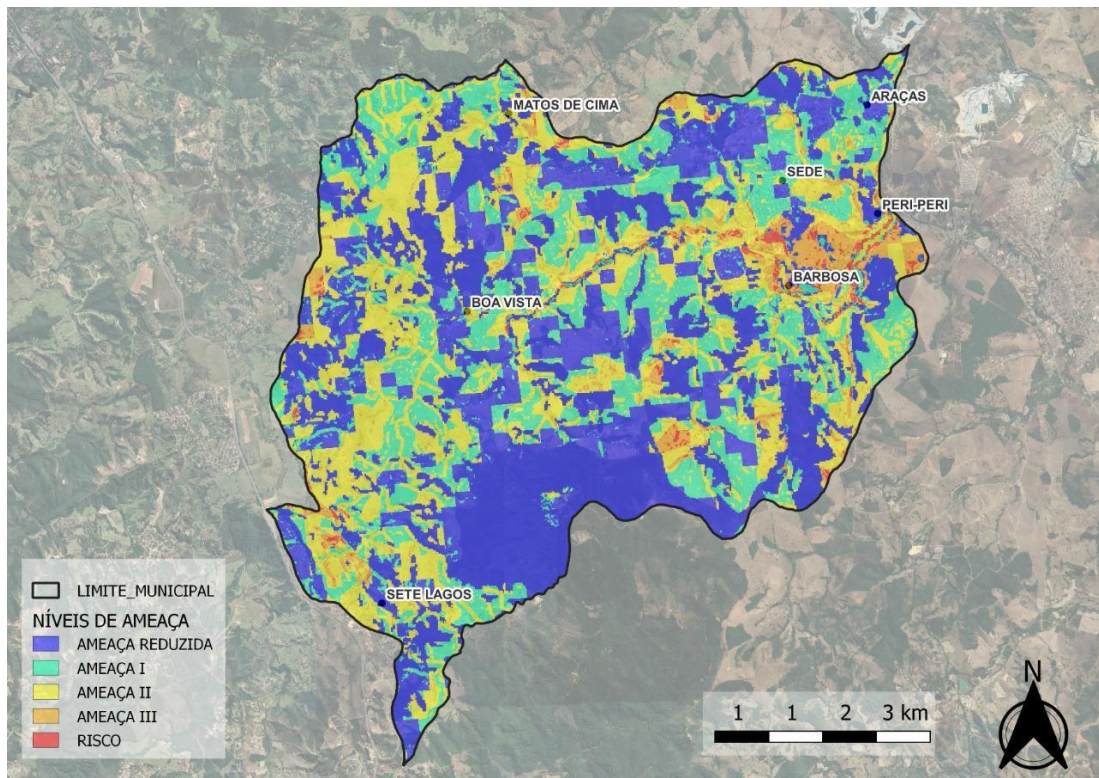 MATOS DE CIMA
ARAÇAS
SEDE
PERI-PERI
BARBOSA
BOA VISTA
SETE LAGOS
LIMITE_MUNICIPAL
NÍVEIS DE AMEAÇA
AMEAÇA REDUZIDA
AMEAÇA I
AMEAÇA II
AMEAÇA III
RISCO
1 1 2 3 km
N